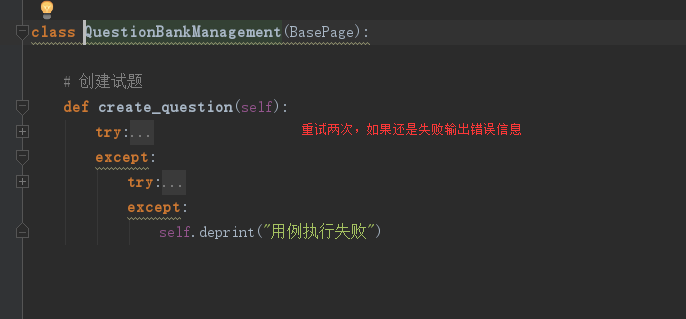 class QuestionBankManagement(BasePage):
# 创建试题
def create_question(self):
try:... 重试两次，如果还是失败输出错误信息
except:
try:...
except:
self.deprint("用例执行失败")